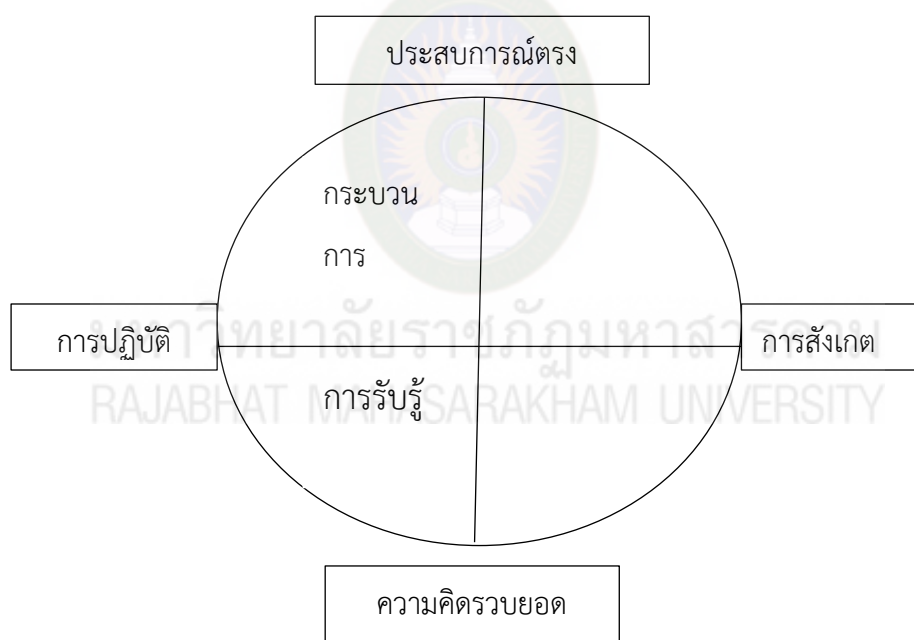 ประสบการณ์ตรง
กระบวน
การ
การปฏิบัติ
การสังเกต
มหาวิทยาลัยราชภัฏมหาสารคาม
การรับรู้
RAJABHAT MAHASARAKHAM UNIVERSITY
ความคิดรวบยอด